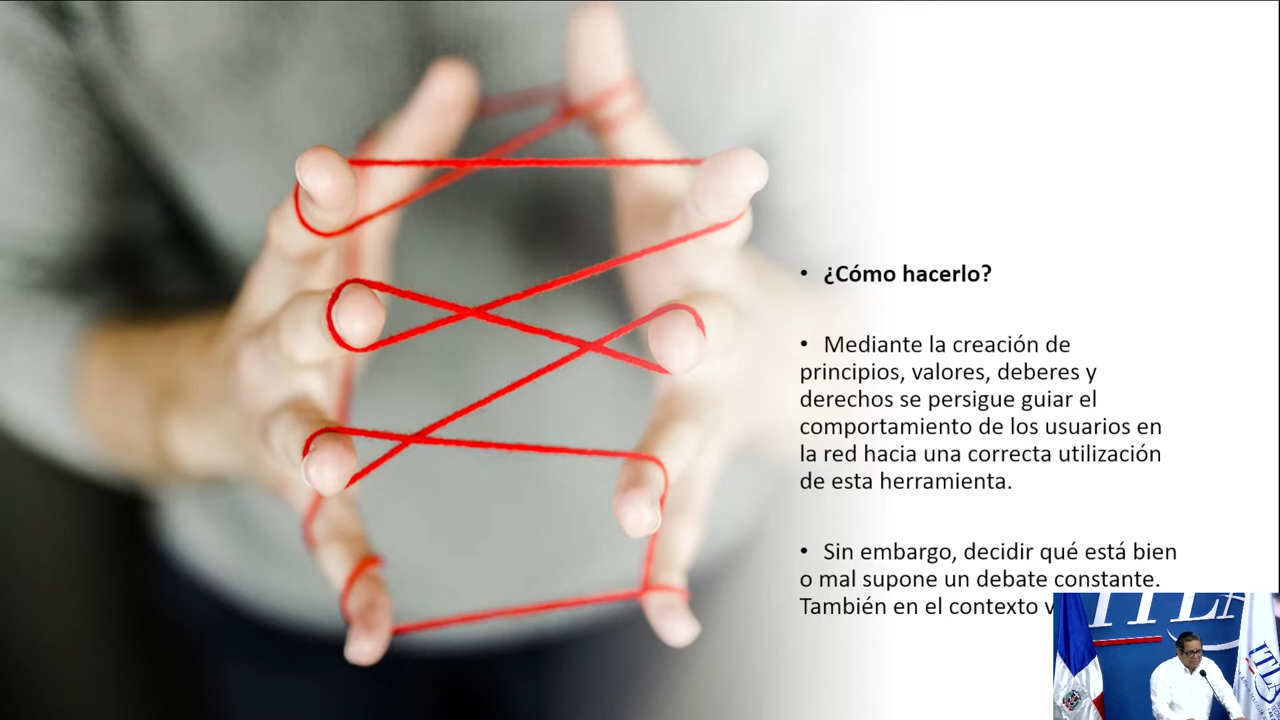 • ¿Cómo hacerlo?
• Mediante la creación de
principios, valores, deberes y
derechos se persigue guiar el
comportamiento de los usuarios en
la red hacia una correcta utilización
de esta herramienta.
• Sin embargo, decidir qué está bien
o mal supone un debate constante.
También en el contexto
ITLA
ITLA